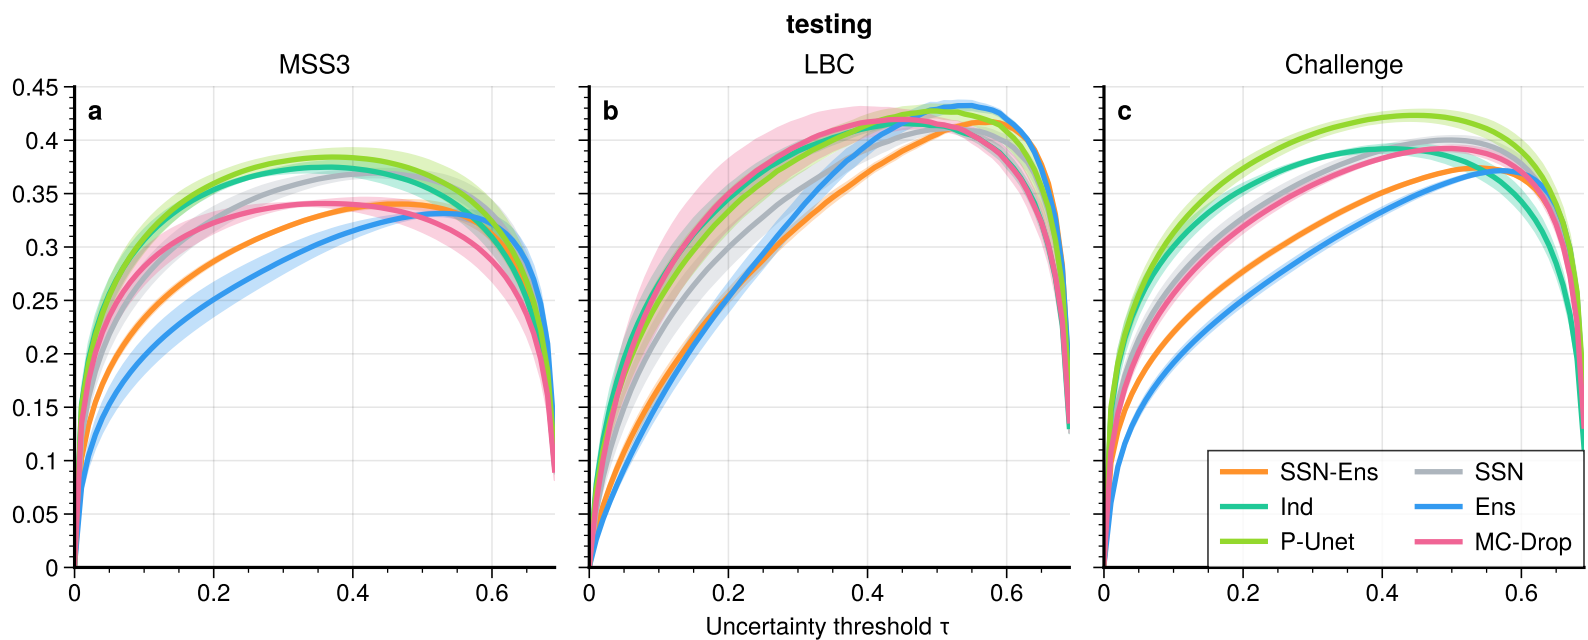 testing
MSS3
LBC
Challenge
a
b
c
0.45
0.4
0.35
0.3
0.25
0.2
0.15
0.1
0.05
0
0 0.2 0.4 0.6
0 0.2 0.4 0.6
0 0.2 0.4 0.6
Uncertainty threshold τ
SSN-Ens
Ind
P-Unet
SSN
Ens
MC-Drop